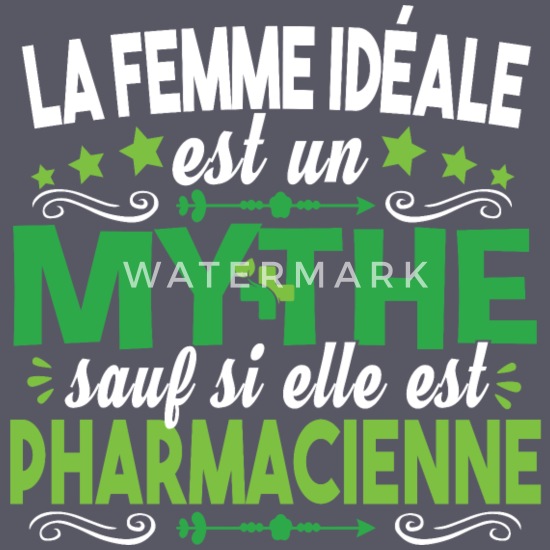 LA FEMME IDÉALE
est un
MYTHE
WATERMARK
sauf si elle est
PHARMACIENNE